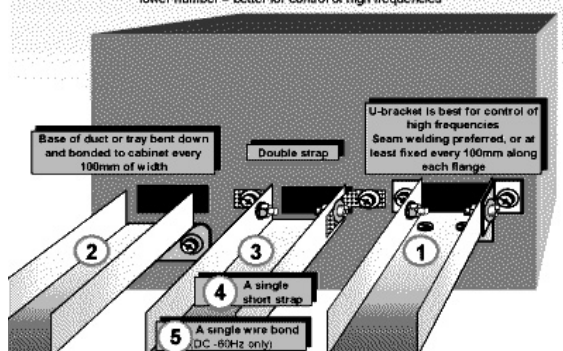 lower number = better for control of high frequencies
U-bracket is best for control of
high frequencies
Seam welding preferred, or at
least fixed every 100mm along
each flange
Base of duct or tray bent down
and bonded to cabinet every
100mm of width
Double strap
2
3
1
4 A single
short strap
5 A single wire bond
(DC -60Hz only)